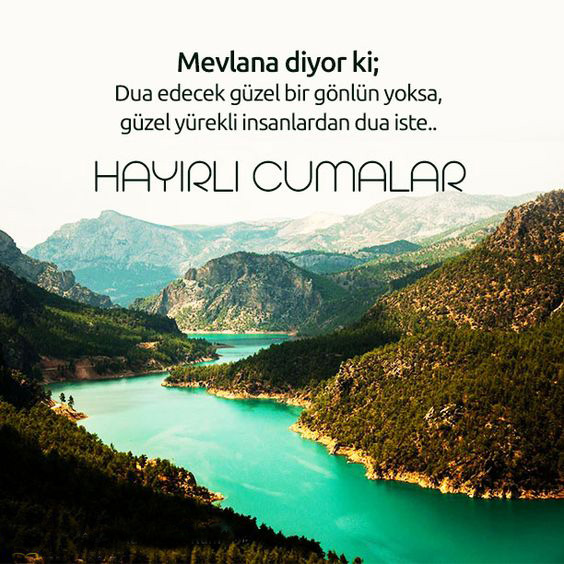 Mevlana diyor ki;
Dua edecek güzel bir gönlün yoksa,
güzel yürekli insanlardan dua iste..
HAYIRLI CUMALAR